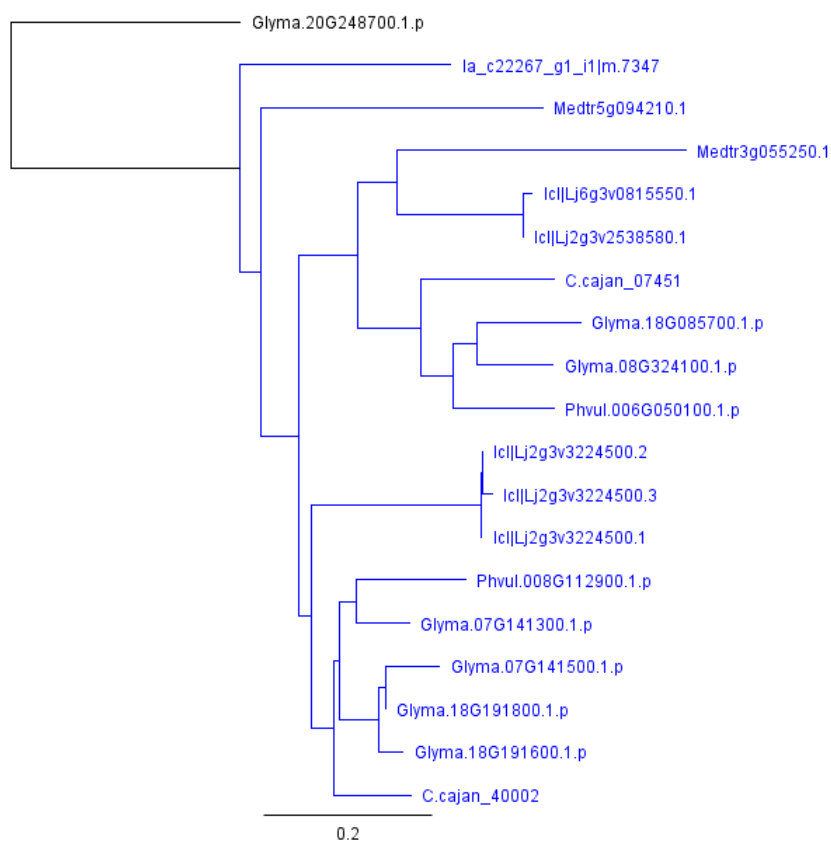 Glyma.20G248700.1.p
la_c22267_g1_i1|m.7347
Medtr5g094210.1
Medtr3g055250.1
lcl|Lj6g3v0815550.1
lcl|Lj2g3v2538580.1
C.cajan_07451
Glyma.18G085700.1.p
Glyma.08G324100.1.p
Phvul.006G050100.1.p
lcl|Lj2g3v3224500.2
lcl|Lj2g3v3224500.3
lcl|Lj2g3v3224500.1
Phvul.008G112900.1.p
Glyma.07G141300.1.p
Glyma.07G141500.1.p
Glyma.18G191800.1.p
Glyma.18G191600.1.p
C.cajan_40002
0.2